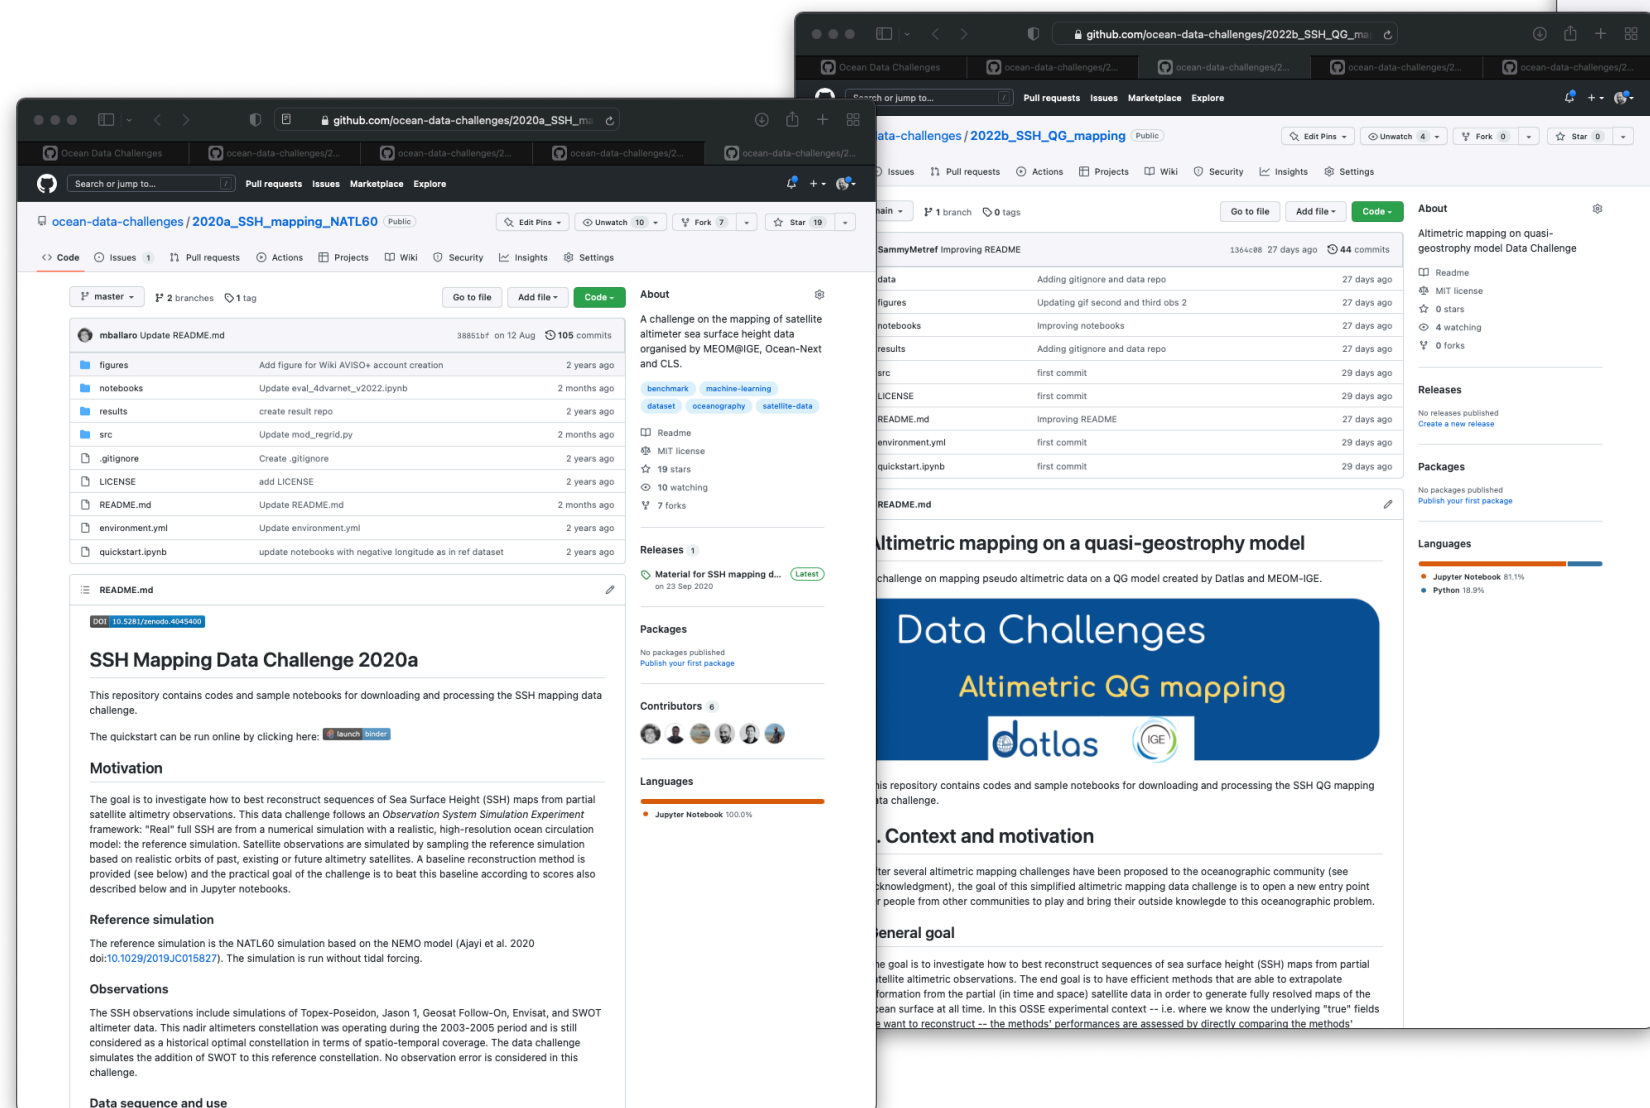 github.com/ocean-data-challenges/2022b_SSH_QG_ma
Ocean Data Challenges
ocean-data-challenges/2...
ocean-data-challenges/2...
ocean-data-challenges/2...
ocean-data-challenges/2...
Search or jump to... /
Pull requests Issues Marketplace Explore
ata-challenges / 2022b_SSH_QG_mapping Public
Edit Pins Unwatch 4 Fork 0 Star 0
Issues Pull requests Actions Projects Wiki Security Insights Settings
main 1 branch 0 tags Go to file Add file Code
SammyMetref Improving README 1364c08 27 days ago 44 commits
data Adding gitignore and data repo 27 days ago
figures Updating gif second and third obs 2 27 days ago
notebooks Improving notebooks 27 days ago
results Adding gitignore and data repo 27 days ago
src first commit 29 days ago
LICENSE first commit 29 days ago
README.md Improving README 27 days ago
environment.yml first commit 29 days ago
quickstart.ipynb first commit 29 days ago
README.md
Altimetric mapping on a quasi-geostrophy model
challenge on mapping pseudo altimetric data on a QG model created by Datlas and MEOM-IGE.
Data Challenges
Altimetric QG mapping
datlas IGE
his repository contains codes and sample notebooks for downloading and processing the SSH QG mapping
ata challenge.
. Context and motivation
fter several altimetric mapping challenges have been proposed to the oceanographic community (see
cknowledgment), the goal of this simplified altimetric mapping data challenge is to open a new entry point
r people from other communities to play and bring their outside knowlegde to this oceanographic problem.
General goal
he goal is to investigate how to best reconstruct sequences of sea surface height (SSH) maps from partial
atellite altimetric observations. The end goal is to have efficient methods that are able to extrapolate
formation from the partial (in time and space) satellite data in order to generate fully resolved maps of the
cean surface at all time. In this OSSE experimental context -- i.e. where we know the underlying "true" fields
e want to reconstruct -- the methods' performances are assessed by directly comparing the methods'
About
Altimetric mapping on quasi-
geostrophy model Data Challenge
Readme
MIT license
0 stars
4 watching
0 forks
Releases
No releases published
Create a new release
Packages
No packages published
Publish your first package
Languages
Jupyter Notebook 81.1%
Python 18.9%
github.com/ocean-data-challenges/2020a_SSH_ma
Ocean Data Challenges
ocean-data-challenges/2...
ocean-data-challenges/2...
ocean-data-challenges/2...
ocean-data-challenges/2...
Search or jump to... /
Pull requests Issues Marketplace Explore
ocean-data-challenges / 2020a_SSH_mapping_NATL60 Public
Edit Pins Unwatch 10 Fork 7 Star 19
Code Issues 1 Pull requests Actions Projects Wiki Security Insights Settings
master 2 branches 1 tag Go to file Add file Code
mballaro Update README.md 38851bf on 12 Aug 105 commits
figures Add figure for Wiki AVISO+ account creation 2 years ago
notebooks Update eval_4dvarnet_v2022.ipynb 2 months ago
results create result repo 2 years ago
src Update mod_regrid.py 2 months ago
.gitignore Create .gitignore 2 years ago
LICENSE add LICENSE 2 years ago
README.md Update README.md 2 months ago
environment.yml Update environment.yml 2 years ago
quickstart.ipynb update notebooks with negative longitude as in ref dataset 2 years ago
README.md
DOI 10.5281/zenodo.4045400
SSH Mapping Data Challenge 2020a
This repository contains codes and sample notebooks for downloading and processing the SSH mapping data
challenge.
The quickstart can be run online by clicking here: launch binder
Motivation
The goal is to investigate how to best reconstruct sequences of Sea Surface Height (SSH) maps from partial
satellite altimetry observations. This data challenge follows an Observation System Simulation Experiment
framework: "Real" full SSH are from a numerical simulation with a realistic, high-resolution ocean circulation
model: the reference simulation. Satellite observations are simulated by sampling the reference simulation
based on realistic orbits of past, existing or future altimetry satellites. A baseline reconstruction method is
provided (see below) and the practical goal of the challenge is to beat this baseline according to scores also
described below and in Jupyter notebooks.
Reference simulation
The reference simulation is the NATL60 simulation based on the NEMO model (Ajayi et al. 2020
doi:10.1029/2019JC015827). The simulation is run without tidal forcing.
Observations
The SSH observations include simulations of Topex-Poseidon, Jason 1, Geosat Follow-On, Envisat, and SWOT
altimeter data. This nadir altimeters constellation was operating during the 2003-2005 period and is still
considered as a historical optimal constellation in terms of spatio-temporal coverage. The data challenge
simulates the addition of SWOT to this reference constellation. No observation error is considered in this
challenge.
Data sequence and use
About
A challenge on the mapping of satellite
altimeter sea surface height data
organised by MEOM@IGE, Ocean-Next
and CLS.
benchmark machine-learning
dataset oceanography satellite-data
Readme
MIT license
19 stars
10 watching
7 forks
Releases 1
Material for SSH mapping d... Latest
on 23 Sep 2020
Packages
No packages published
Publish your first package
Contributors 6
Languages
Jupyter Notebook 100.0%